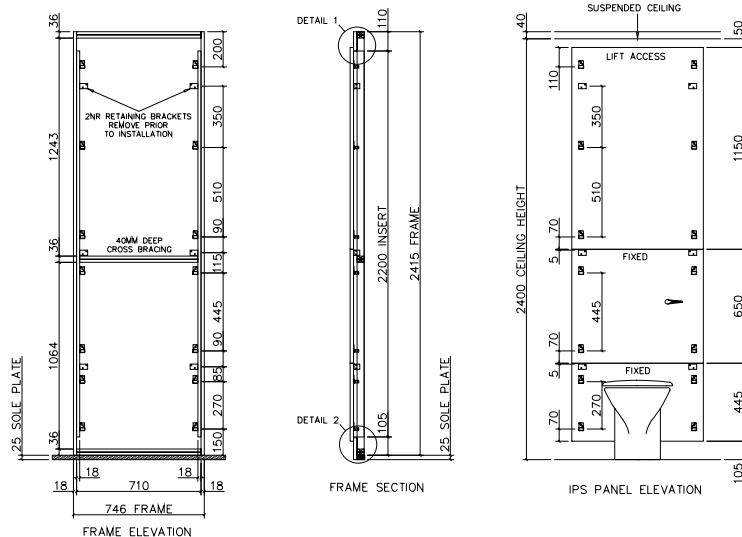 36
1243
36
1064
36
25 SOLE PLATE
200
350
510
90
115
445
90
85
270
150
2NR RETAINING BRACKETS
REMOVE PRIOR
TO INSTALLATION
40MM DEEP
CROSS BRACING
18
18
18
710
18
746 FRAME
FRAME ELEVATION
DETAIL 1
110
2200 INSERT
2415 FRAME
DETAIL 2
105
25 SOLE PLATE
FRAME SECTION
SUSPENDED CEILING
40
50
LIFT ACCESS
110
350
1150
510
70
2400 CEILING HEIGHT
5
FIXED
445
650
70
5
FIXED
270
445
70
105
IPS PANEL ELEVATION